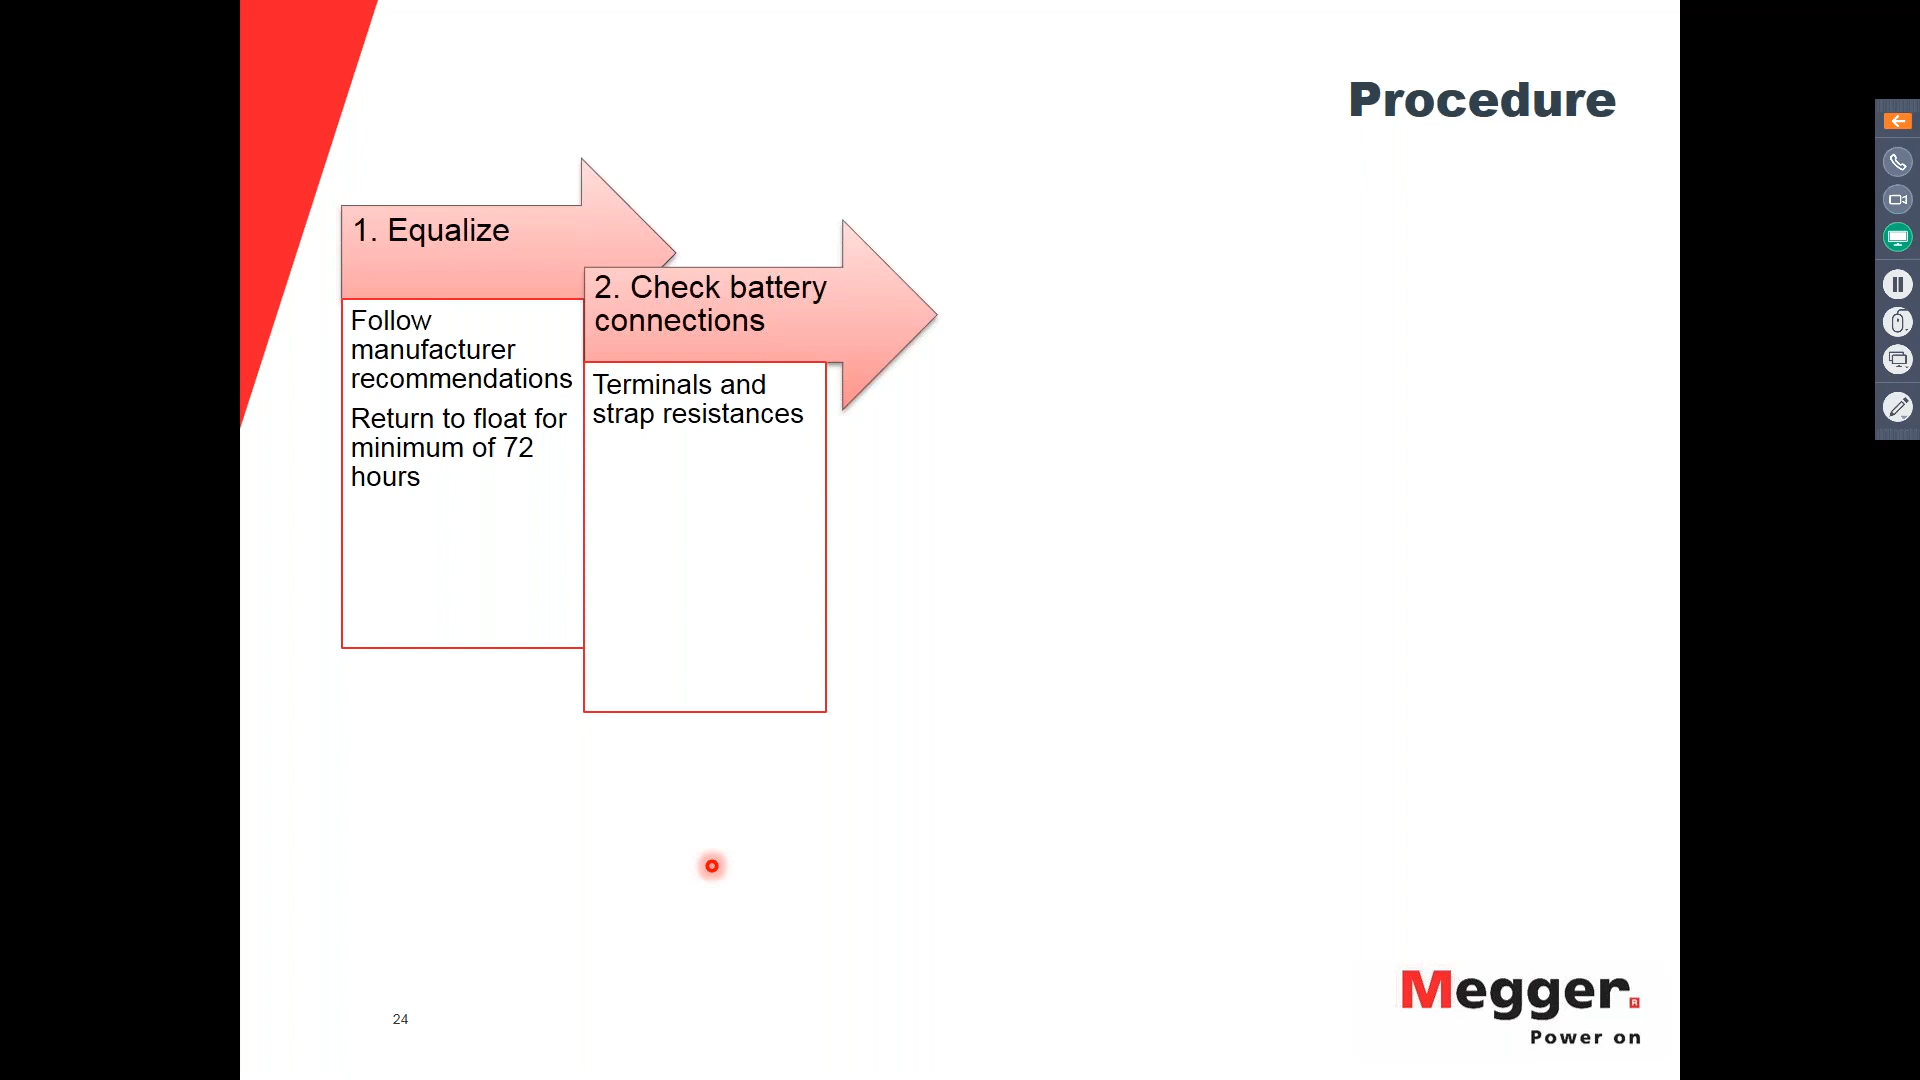 Procedure
1. Equalize
Follow
manufacturer
recommendations
Return to float for
minimum of 72
hours
2. Check battery
connections
Terminals and
strap resistances
24
Megger.
Power on